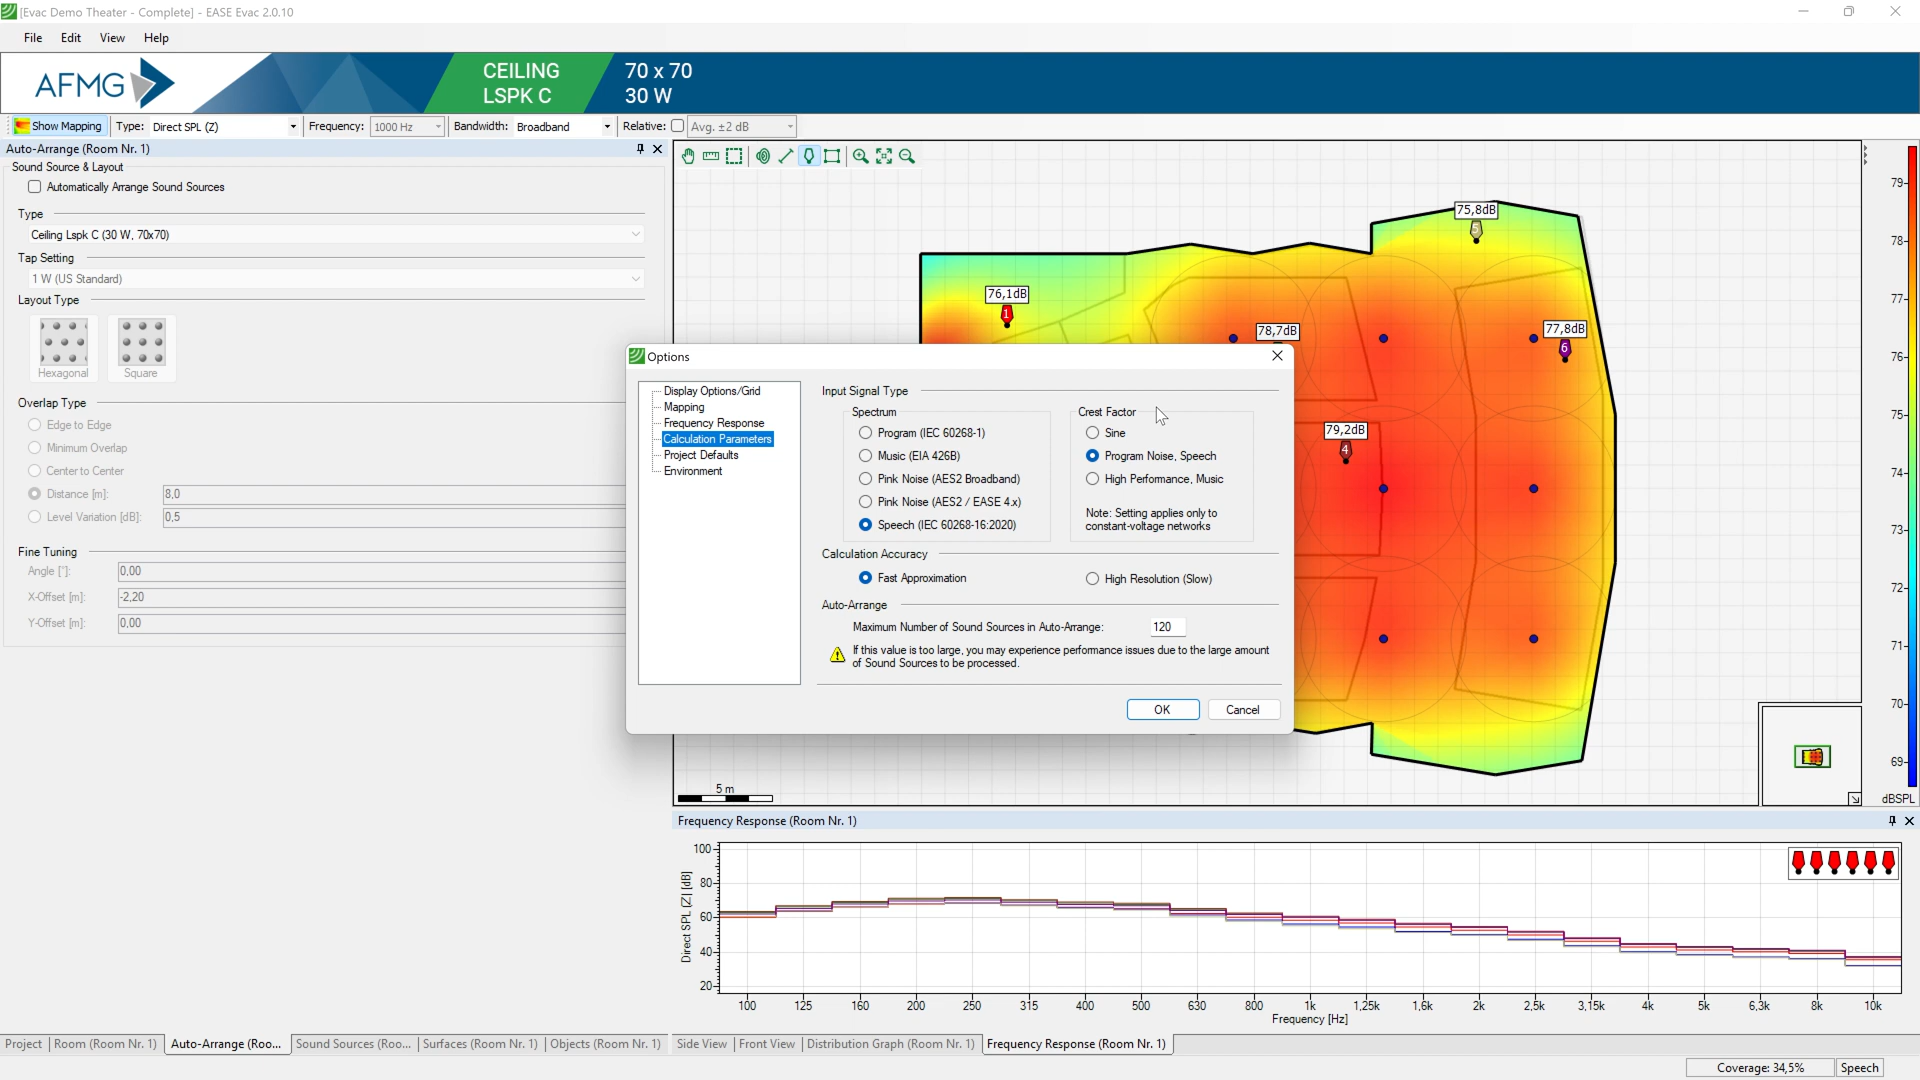 [Evac Demo Theater - Complete] - EASE Evac 2.0.10
File Edit View Help
AFMG
CEILING
LSPK C
70 x 70
30 W
Show Mapping Type: Direct SPL (Z) Frequency: 1000 Hz Bandwidth: Broadband Relative: Avg. ±2 dB
Auto-Arrange (Room Nr. 1)
Sound Source & Layout
Automatically Arrange Sound Sources
Type
Ceiling Lspk C (30 W, 70x70)
Tap Setting
1 W (US Standard)
Layout Type
Hexagonal Square
Overlap Type
Edge to Edge
Minimum Overlap
Center to Center
Distance [m]: 8,0
Level Variation [dB]: 0,5
Fine Tuning
Angle [°]: 0,00
X-Offset [m]: -2,20
Y-Offset [m]: 0,00
75,8dB
5
76,1dB
1
78,7dB
77,8dB
6
79,2dB
4
5 m
79
78
77
76
75
74
73
72
71
70
69
dBSPL
Options
Display Options/Grid
Mapping
Frequency Response
Calculation Parameters
Project Defaults
Environment
Input Signal Type
Spectrum
Program (IEC 60268-1)
Music (EIA 426B)
Pink Noise (AES2 Broadband)
Pink Noise (AES2 / EASE 4.x)
Speech (IEC 60268-16:2020)
Crest Factor
Sine
Program Noise, Speech
High Performance, Music
Note: Setting applies only to
constant-voltage networks
Calculation Accuracy
Fast Approximation High Resolution (Slow)
Auto-Arrange
Maximum Number of Sound Sources in Auto-Arrange: 120
If this value is too large, you may experience performance issues due to the large amount
of Sound Sources to be processed.
OK Cancel
Frequency Response (Room Nr. 1)
Direct SPL (Z) [dB]
100
80
60
40
20
100 125 160 200 250 315 400 500 630 800 1k 1,25k 1,6k 2k 2,5k 3,15k 4k 5k 6,3k 8k 10k
Frequency [Hz]
Project Room (Room Nr. 1) Auto-Arrange (Roo... Sound Sources (Roo... Surfaces (Room Nr. 1) Objects (Room Nr. 1) Side View Front View Distribution Graph (Room Nr. 1) Frequency Response (Room Nr. 1)
Coverage: 34,5% Speech